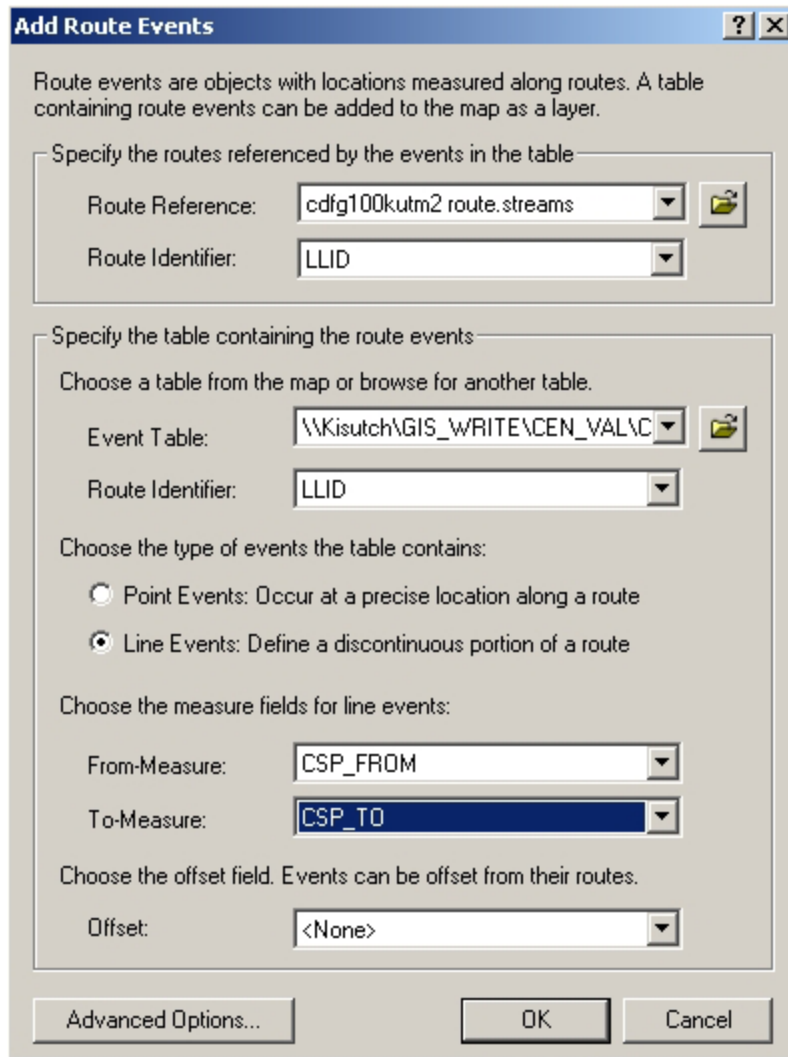 Add Route Events
Route events are objects with locations measured along routes. A table
containing route events can be added to the map as a layer.
Specify the routes referenced by the events in the table
Route Reference: cdfg100kutm2 route.streams
Route Identifier: LLID
Specify the table containing the route events
Choose a table from the map or browse for another table.
Event Table: \\Kisutch\GIS_WRITE\CEN_VAL\C
Route Identifier: LLID
Choose the type of events the table contains:
Point Events: Occur at a precise location along a route
Line Events: Define a discontinuous portion of a route
Choose the measure fields for line events:
From-Measure: CSP_FROM
To-Measure: CSP_TO
Choose the offset field. Events can be offset from their routes.
Offset: <None>
Advanced Options... OK Cancel